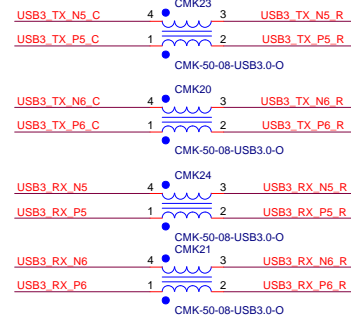 CMK23
USB3_TX_N5_C 4 3 USB3_TX_N5_R
USB3_TX_P5_C 1 2 USB3_TX_P5_R
CMK-50-08-USB3.0-O
CMK20
USB3_TX_N6_C 4 3 USB3_TX_N6_R
USB3_TX_P6_C 1 2 USB3_TX_P6_R
CMK-50-08-USB3.0-O
CMK24
USB3_RX_N5 4 3 USB3_RX_N5_R
USB3_RX_P5 1 2 USB3_RX_P5_R
CMK-50-08-USB3.0-O
CMK21
USB3_RX_N6 4 3 USB3_RX_N6_R
USB3_RX_P6 1 2 USB3_RX_P6_R
CMK-50-08-USB3.0-O